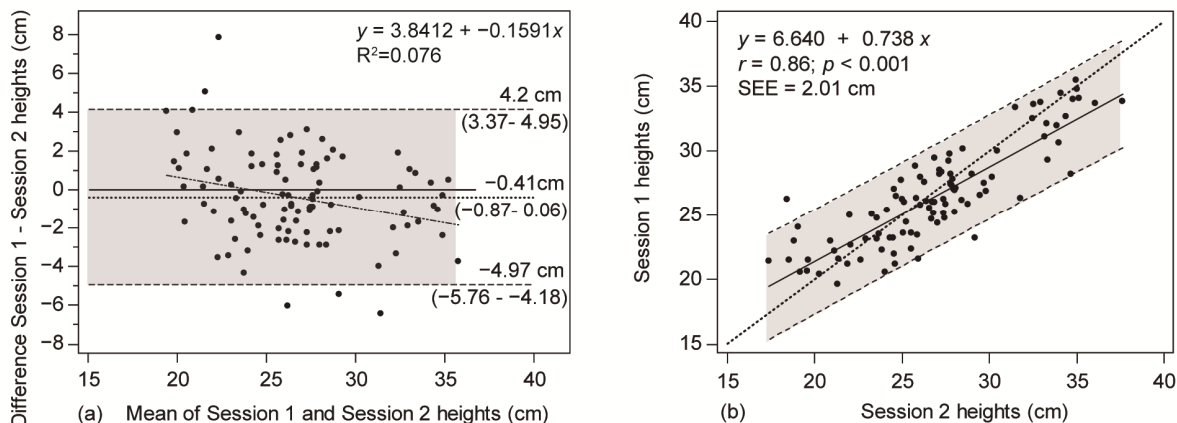 Difference Session 1 - Session 2 heights (cm)
8
6
4
2
0
−2
−4
−6
−8
y = 3.8412 + −0.1591x
R²=0.076
4.2 cm
(3.37- 4.95)
−0.41cm
(−0.87- 0.06)
−4.97 cm
(−5.76 - −4.18)
15 20 25 30 35 40
(a) Mean of Session 1 and Session 2 heights (cm)
Session 1 heights (cm)
40
35
30
25
20
15
y = 6.640 + 0.738 x
r = 0.86; p < 0.001
SEE = 2.01 cm
15 20 25 30 35 40
(b) Session 2 heights (cm)